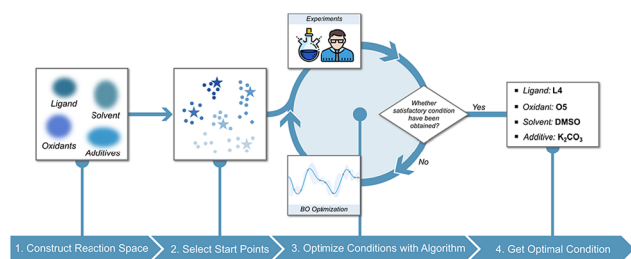 Experiments
Ligand
Solvent
Oxidants
Additives
Whether
satisfactory condition
have been
obtained?
Yes
No
BO Optimization
▪ Ligand: L4
▪ Oxidant: O5
▪ Solvent: DMSO
▪ Additive: K₂CO₃
1. Construct Reaction Space
2. Select Start Points
3. Optimize Conditions with Algorithm
4. Get Optimal Condition